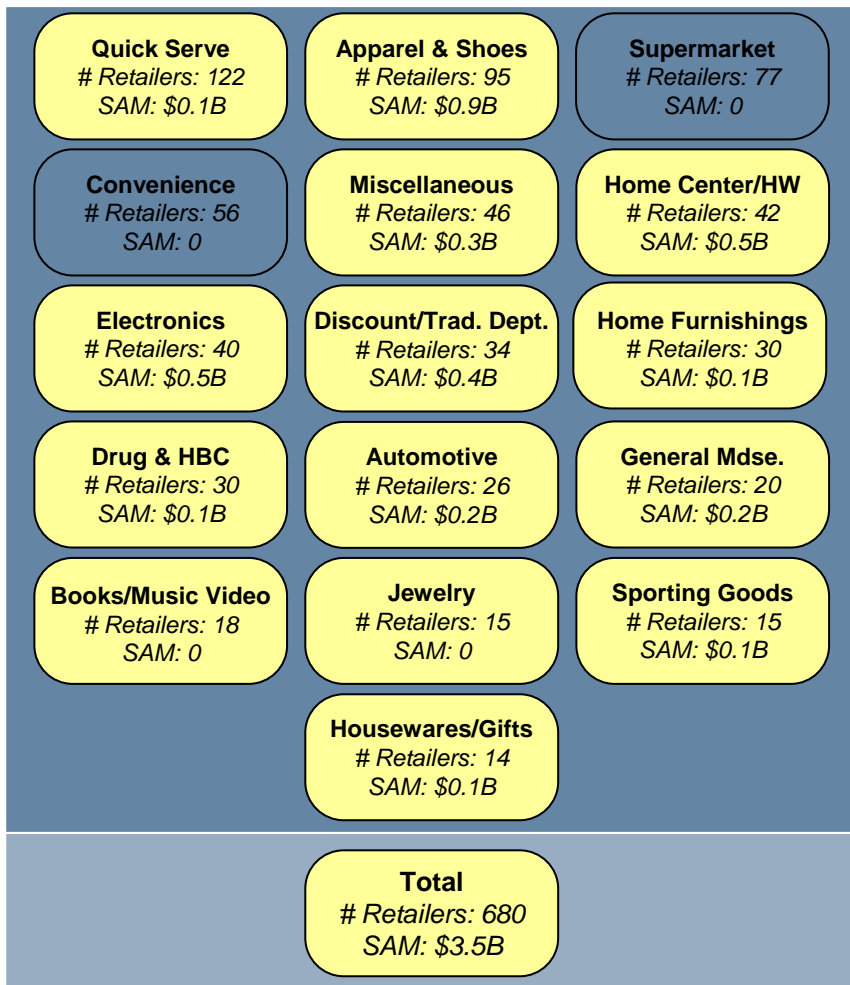 Quick Serve
# Retailers: 122
SAM: $0.1B
Apparel & Shoes
# Retailers: 95
SAM: $0.9B
Supermarket
# Retailers: 77
SAM: 0
Convenience
# Retailers: 56
SAM: 0
Miscellaneous
# Retailers: 46
SAM: $0.3B
Home Center/HW
# Retailers: 42
SAM: $0.5B
Electronics
# Retailers: 40
SAM: $0.5B
Discount/Trad. Dept.
# Retailers: 34
SAM: $0.4B
Home Furnishings
# Retailers: 30
SAM: $0.1B
Drug & HBC
# Retailers: 30
SAM: $0.1B
Automotive
# Retailers: 26
SAM: $0.2B
General Mdse.
# Retailers: 20
SAM: $0.2B
Books/Music Video
# Retailers: 18
SAM: 0
Jewelry
# Retailers: 15
SAM: 0
Sporting Goods
# Retailers: 15
SAM: $0.1B
Housewares/Gifts
# Retailers: 14
SAM: $0.1B
Total
# Retailers: 680
SAM: $3.5B